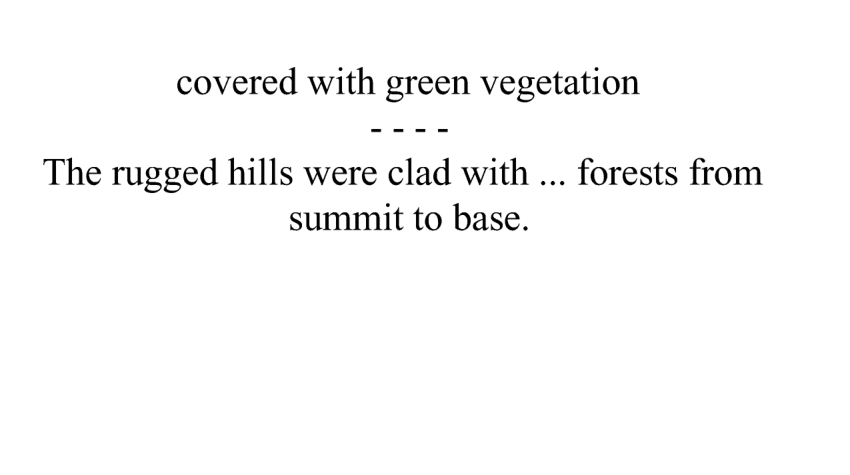 covered with green vegetation
- - - -
The rugged hills were clad with ... forests from
summit to base.